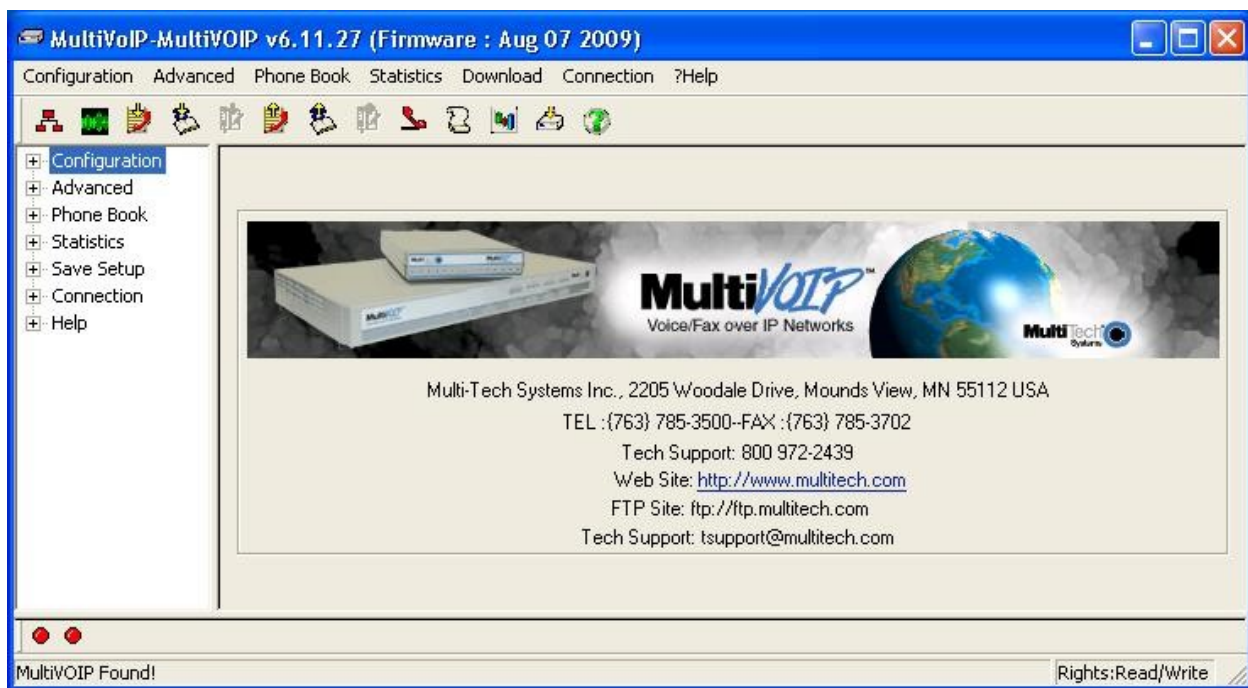 MultiVoIP-MultiVOIP v6.11.27 (Firmware : Aug 07 2009)
Configuration Advanced Phone Book Statistics Download Connection ?Help
Configuration
Advanced
Phone Book
Statistics
Save Setup
Connection
Help
MultiVOIP™
Voice/Fax over IP Networks
MultiTech
Systems
Multi-Tech Systems Inc., 2205 Woodale Drive, Mounds View, MN 55112 USA
TEL :{763} 785-3500--FAX :{763} 785-3702
Tech Support: 800 972-2439
Web Site: http://www.multitech.com
FTP Site: ftp://ftp.multitech.com
Tech Support: tsupport@multitech.com
MultiVOIP Found!
Rights:Read/Write